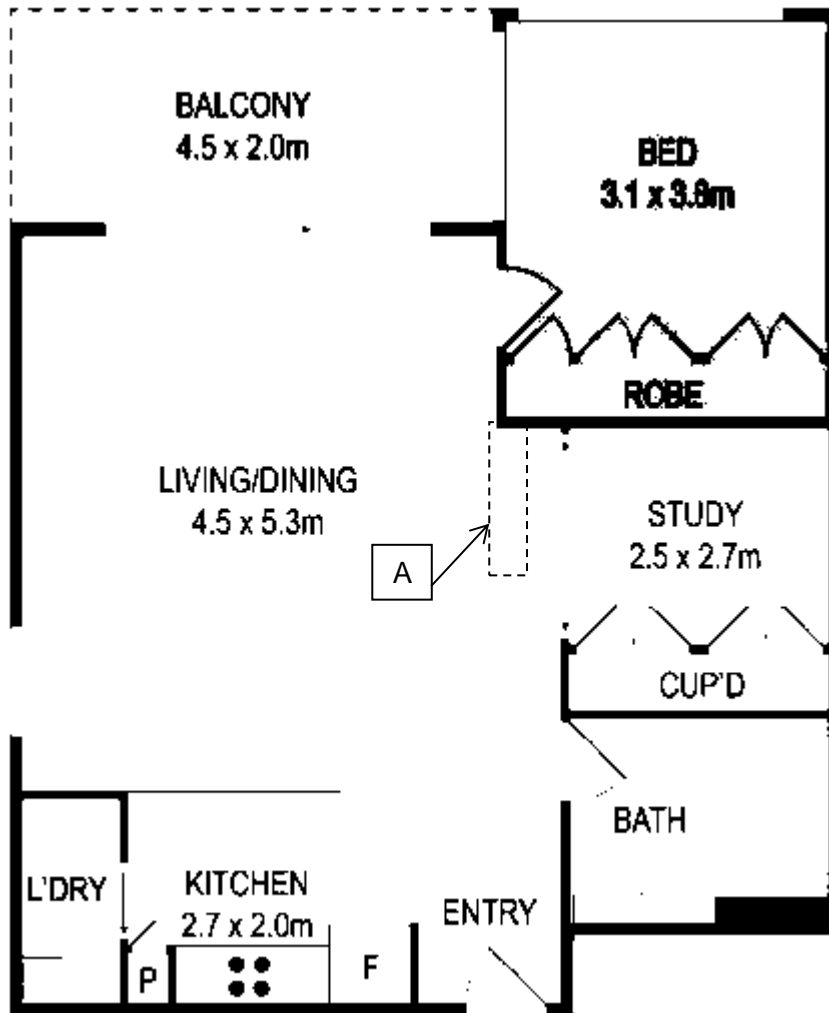 BALCONY
4.5 x 2.0m
BED
3.1 x 3.8m
ROBE
LIVING/DINING
4.5 x 5.3m
STUDY
2.5 x 2.7m
A
CUP'D
BATH
L'DRY
KITCHEN
2.7 x 2.0m
ENTRY
P
F